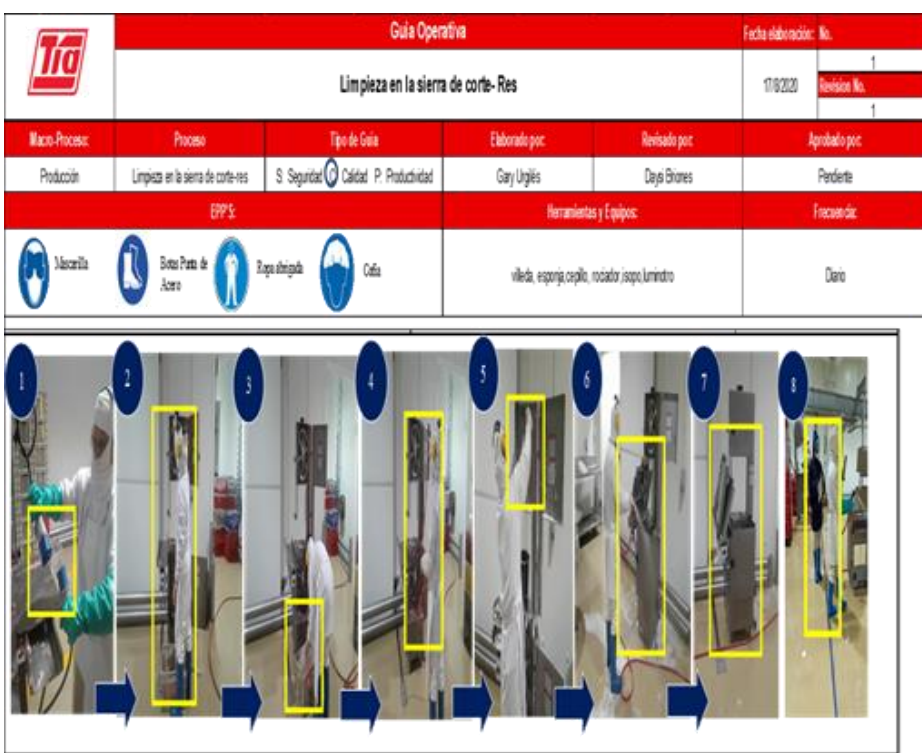 Tía
Guía Operativa
Fecha elaboración: No.
Limpieza en la sierra de corte- Res
17/8/2020
1
Revision No.
1
Macro-Proceso: Proceso Tipo de Guía Elaborado por: Revisado por: Aprobado por:
Producción Limpieza en la sierra de corte-res S: Seguridad C: Calidad P: Productividad Gary Urgilés Daysi Briones Pendiente
EPP'S: Herramientas y Equipos: Frecuencia:
Mascarilla
Botas Punta de
Acero
Ropa abrigada
Cofia
villeda, esponja,cepillo, rociador,isopo,luminotro
Diario
1 2 3 4 5 6 7 8